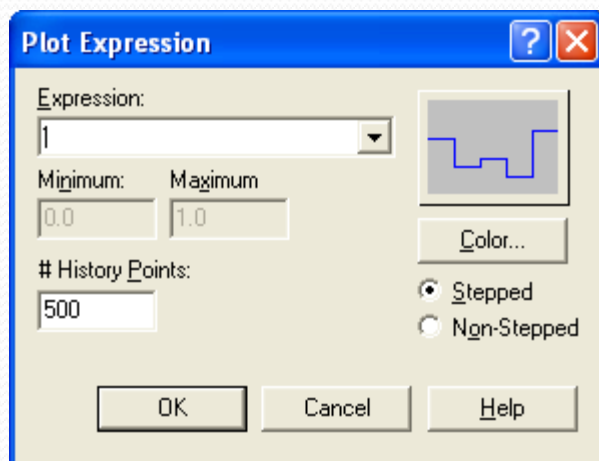 Plot Expression
Expression:
1
Minimum: Maximum
0.0 1.0
Color...
# History Points:
500
Stepped
Non-Stepped
OK Cancel Help